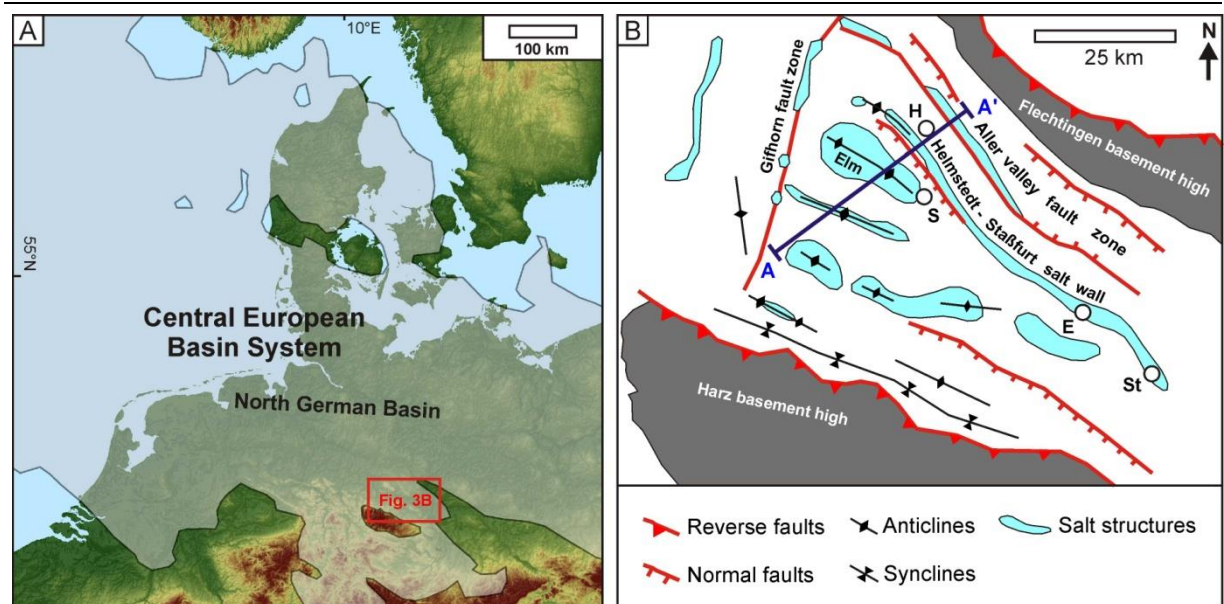 A
10°E
100 km
55°N
Central European
Basin System
North German Basin
Fig. 3B
B
25 km
N
Gifhorn fault zone
A'
H
Flechtingen basement high
Elm
Aller valley fault
zone
S
Helmstedt - Staßfurt salt wall
A
E
St
Harz basement high
Reverse faults
Anticlines
Salt structures
Normal faults
Synclines